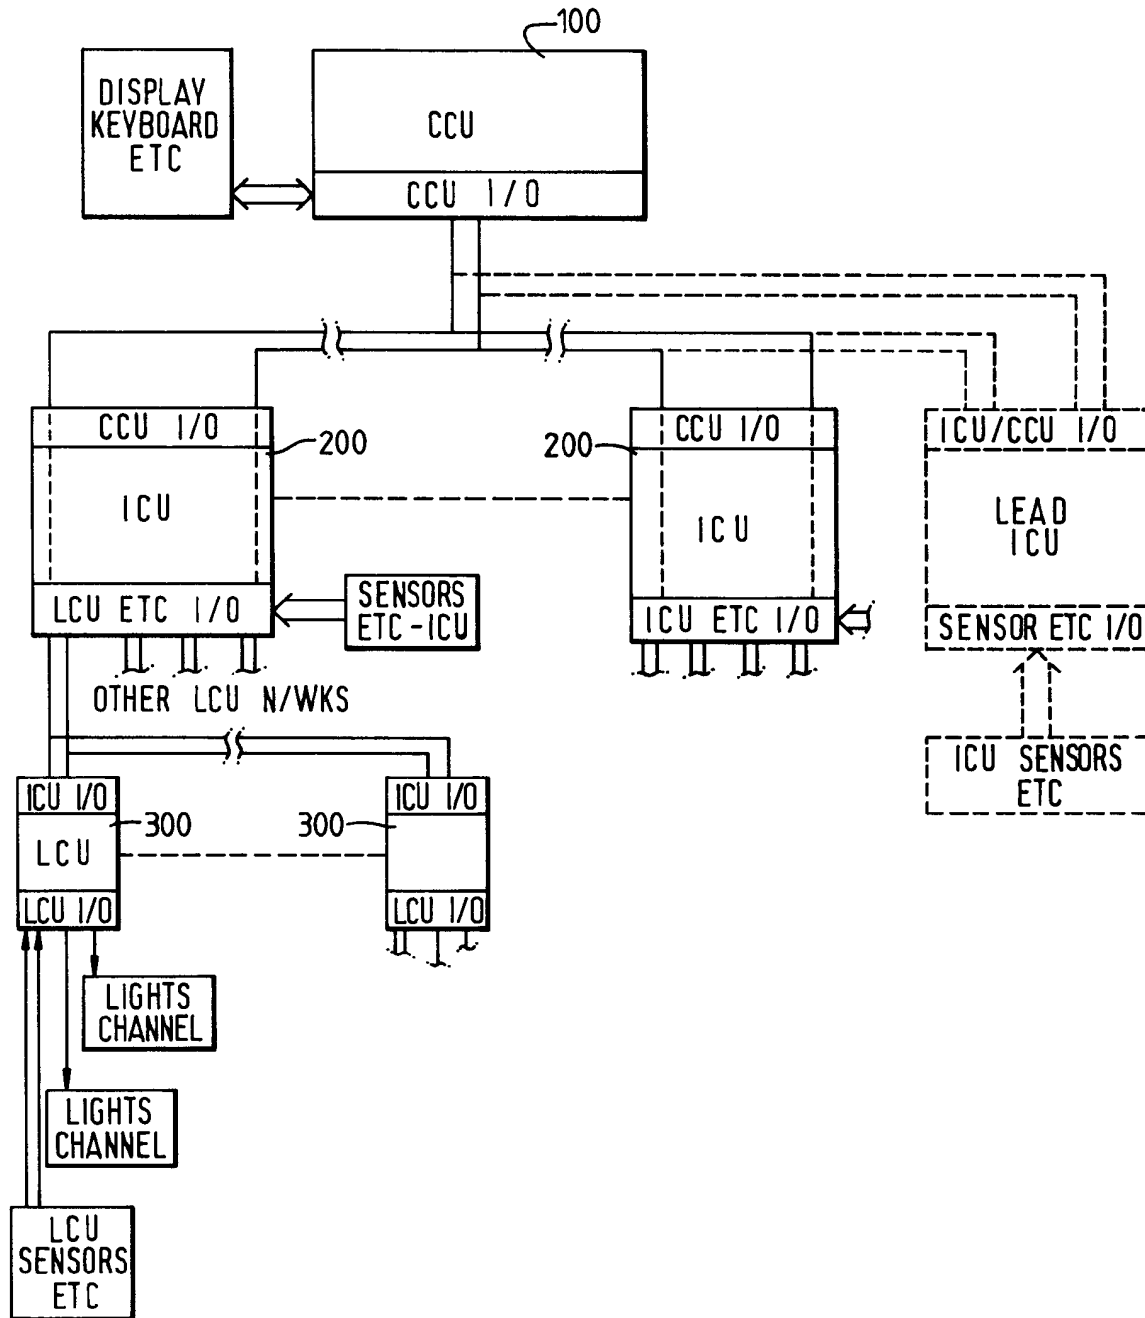 100
DISPLAY
KEYBOARD
ETC
CCU
CCU I/O
CCU I/O
CCU I/O
ICU/CCU I/O
200
200
ICU
ICU
LEAD
ICU
LCU ETC I/O
SENSORS
ETC-ICU
ICU ETC I/O
SENSOR ETC I/O
OTHER LCU N/WKS
ICU SENSORS
ETC
ICU I/O
ICU I/O
300
300
LCU
LCU I/O
LCU I/O
LIGHTS
CHANNEL
LIGHTS
CHANNEL
LCU
SENSORS
ETC